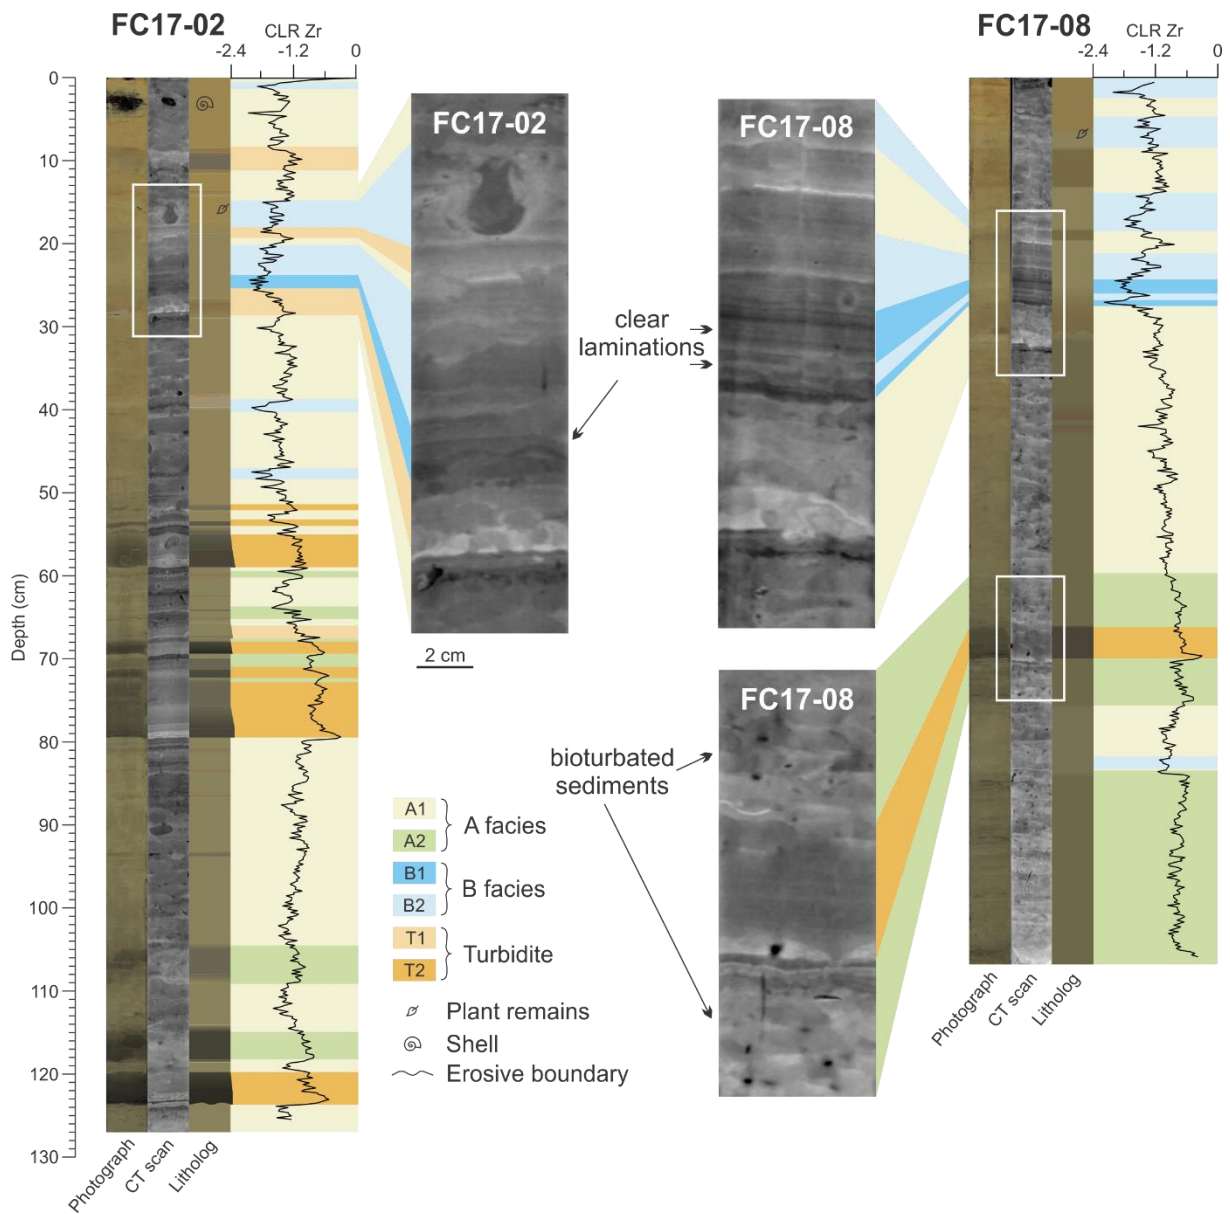 FC17-02
CLR Zr
-2.4 -1.2 0
FC17-08
CLR Zr
-2.4 -1.2 0
0
10
20
30
40
50
60
70
80
90
100
110
120
130
Depth (cm)
FC17-02
2 cm
FC17-08
clear
laminations
FC17-08
bioturbated
sediments
A1
A2
A facies
B1
B2
B facies
T1
T2
Turbidite
Plant remains
Shell
Erosive boundary
Photograph
CT scan
Litholog
Photograph
CT scan
Litholog